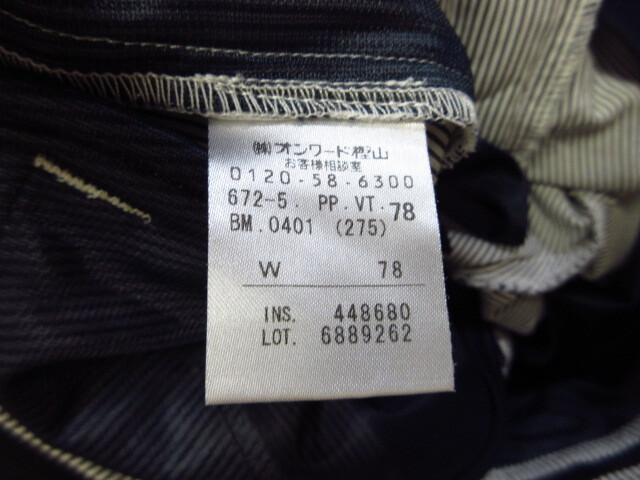 ㈱オンワード樫山
お客様相談室
0120-58-6300
672-5. PP.VT.78
BM.0401 (275)
W 78
INS. 448680
LOT. 6889262